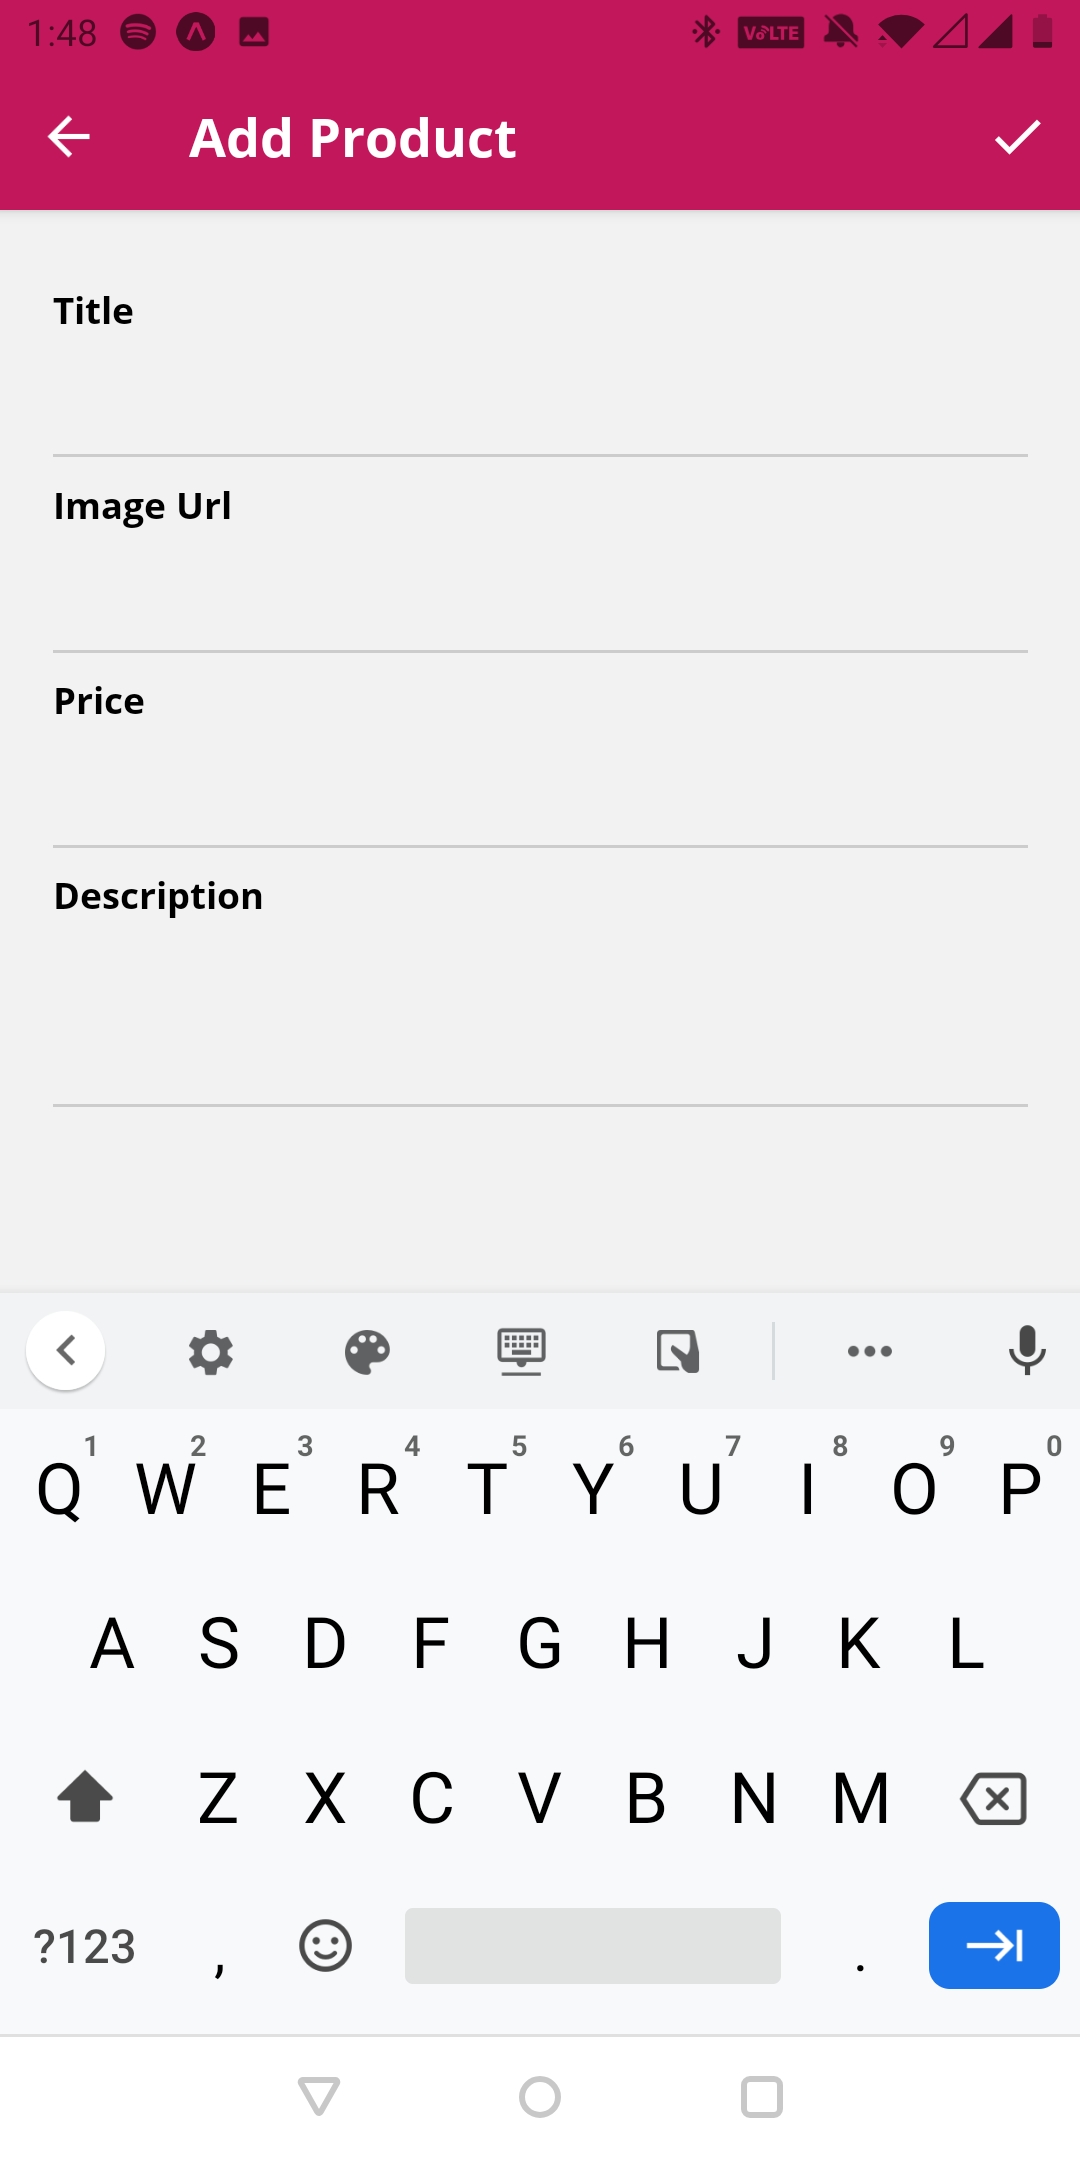 1:48 VoLTE
Add Product
Title
Image Url
Price
Description
1 2 3 4 5 6 7 8 9 0
Q W E R T Y U I O P
A S D F G H J K L
Z X C V B N M
?123 , .